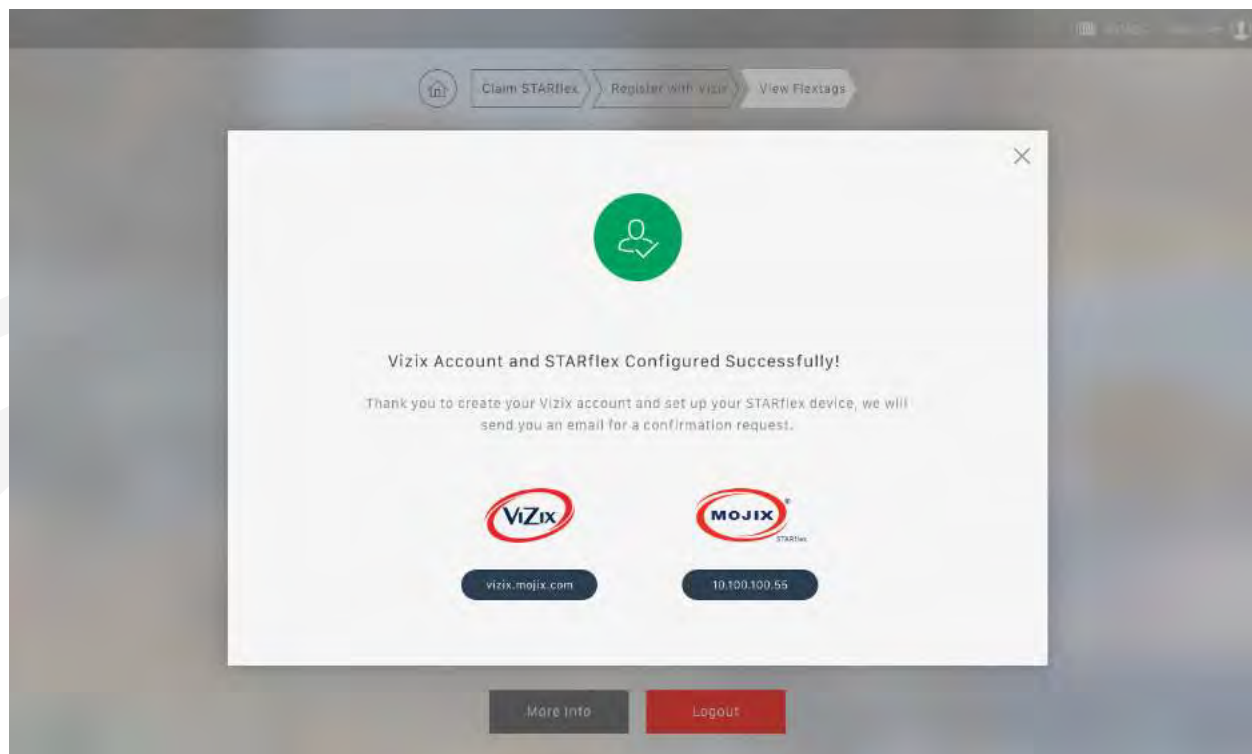 Claim STARflex
Register with Vizix
View Flextags
Vizix Account and STARflex Configured Successfully!
Thank you to create your Vizix account and set up your STARflex device, we will
send you an email for a confirmation request.
ViZix
MOJIX®
STARflex
vizix.mojix.com
10.100.100.55
More Info
Logout